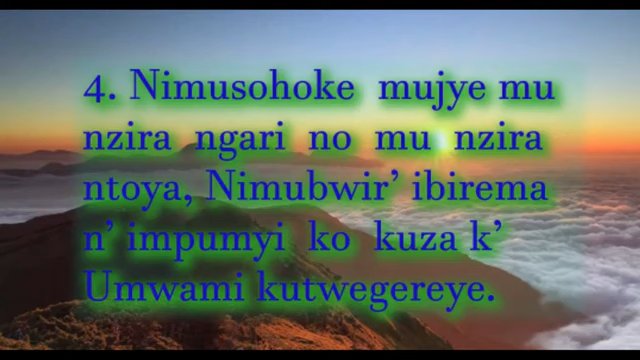 4. Nimusohoke mujye mu
nzira ngari no mu nzira
ntoya, Nimubwir’ ibirema
n’ impumyi ko kuza k’
Umwami kutwegereye.